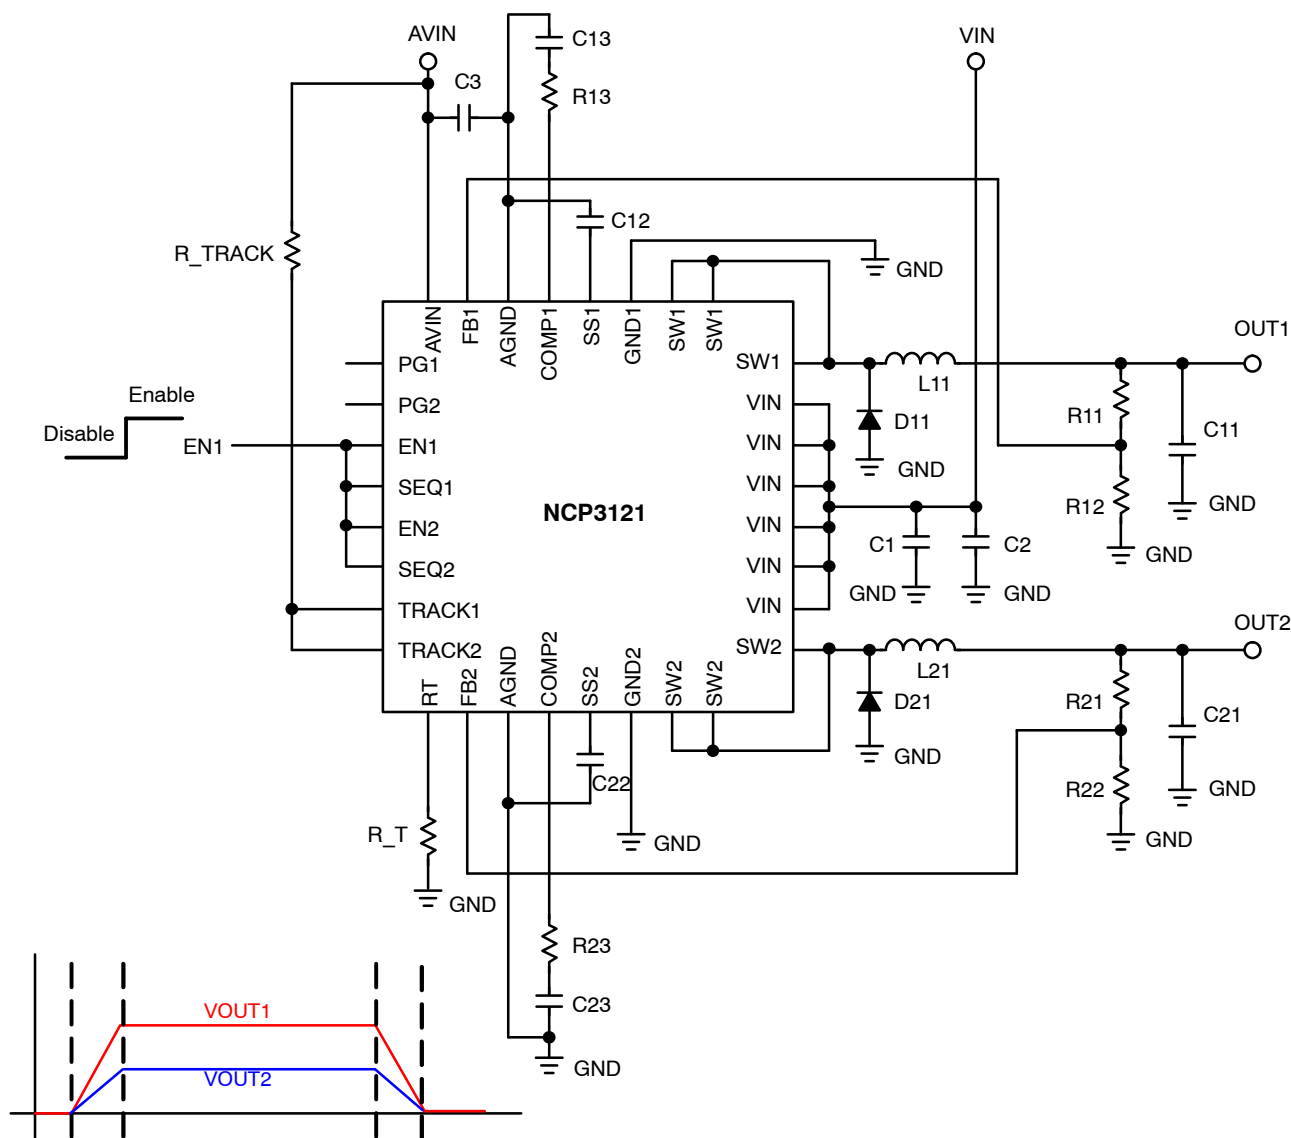 AVIN
C13
VIN
C3
R13
C12
R_TRACK
GND
AVIN
FB1
AGND
COMP1
SS1
GND1
SW1
SW1
OUT1
PG1
SW1
L11
Enable
PG2
VIN
R11
D11
C11
Disable
EN1
EN1
VIN
GND
SEQ1
VIN
NCP3121
R12
GND
EN2
VIN
C1
C2
GND
SEQ2
VIN
GND
GND
TRACK1
VIN
OUT2
TRACK2
SW2
L21
RT
FB2
AGND
COMP2
SS2
GND2
SW2
SW2
D21
R21
C21
GND
C22
R22
GND
R_T
GND
GND
GND
R23
C23
VOUT1
GND
VOUT2